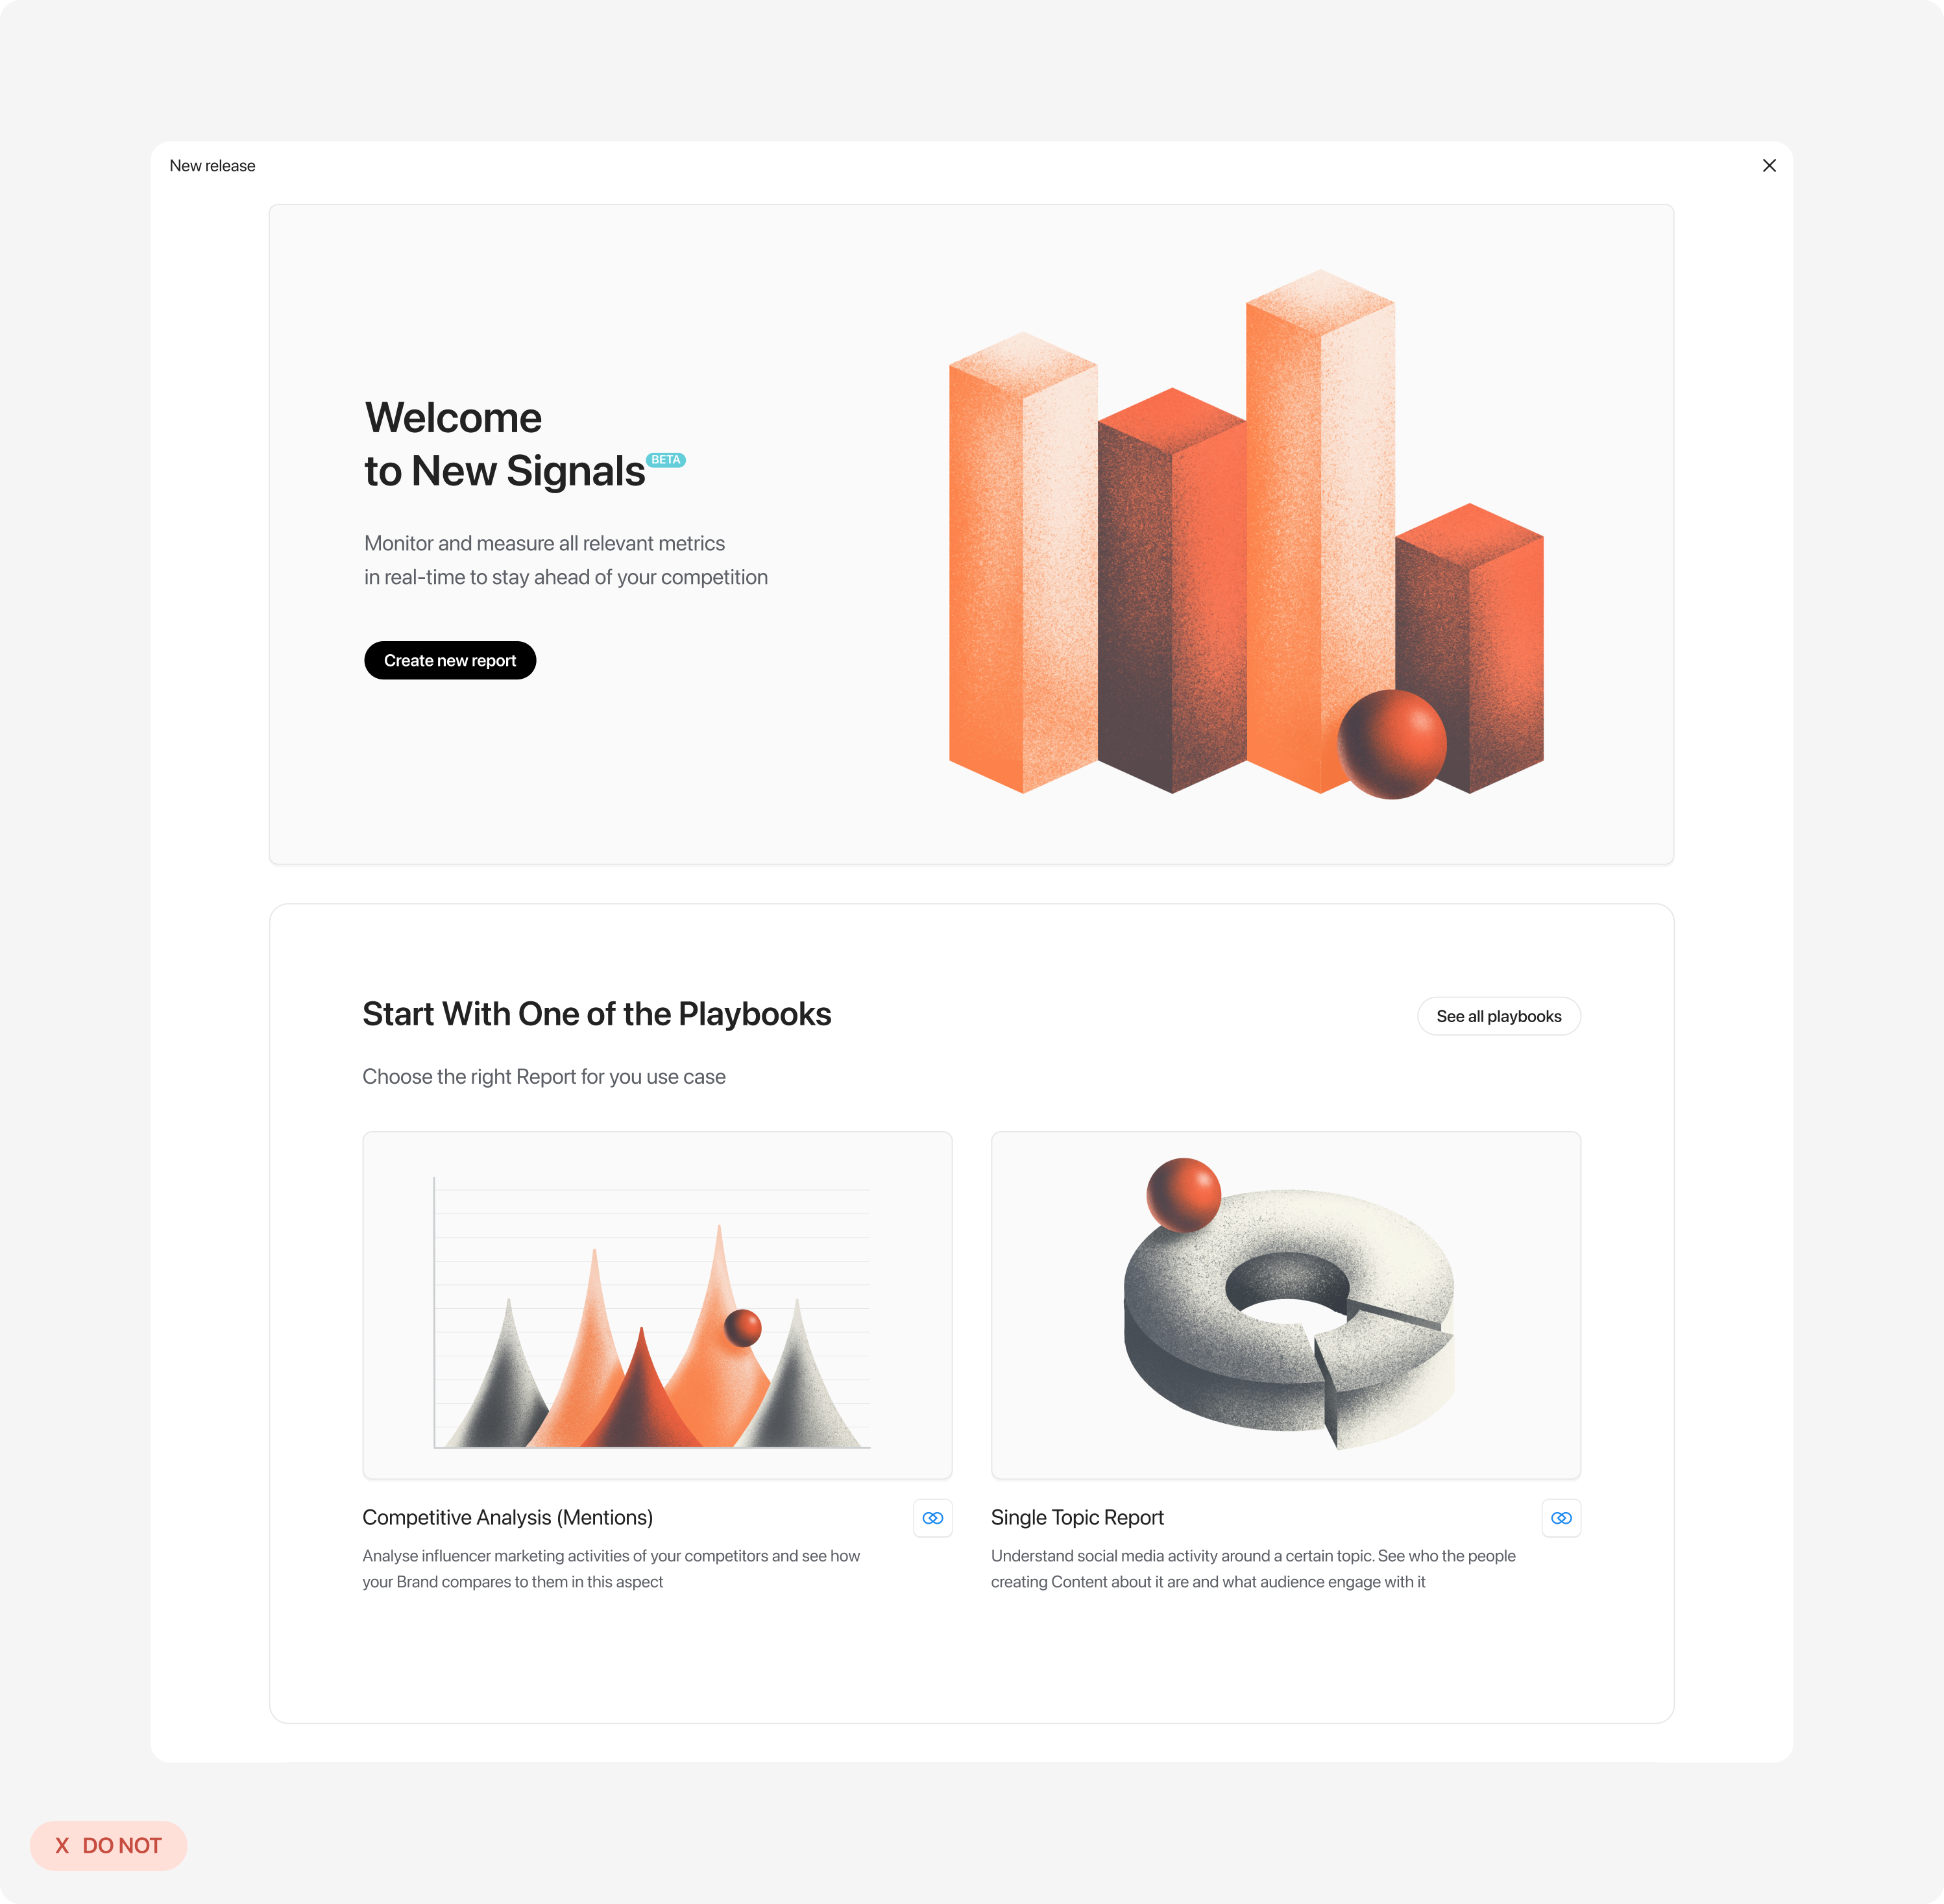 New release
Welcome
to New Signals BETA
Monitor and measure all relevant metrics
in real-time to stay ahead of your competition
Create new report
Start With One of the Playbooks
See all playbooks
Choose the right Report for you use case
Competitive Analysis (Mentions)
Analyse influencer marketing activities of your competitors and see how
your Brand compares to them in this aspect
Single Topic Report
Understand social media activity around a certain topic. See who the people
creating Content about it are and what audience engage with it
X DO NOT